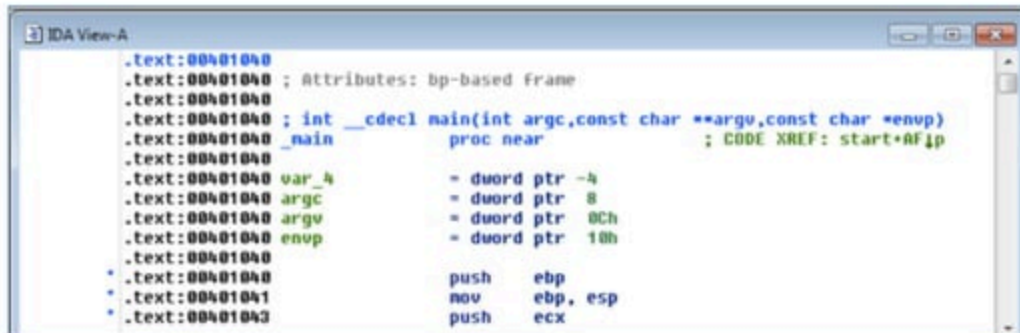 IDA View-A
.text:00401040
.text:00401040 ; Attributes: bp-based frame
.text:00401040
.text:00401040 ; int __cdecl main(int argc,const char **argv,const char *envp)
.text:00401040 _main proc near ; CODE XREF: start+AF↓p
.text:00401040
.text:00401040 var_4 = dword ptr -4
.text:00401040 argc = dword ptr 8
.text:00401040 argv = dword ptr 0Ch
.text:00401040 envp = dword ptr 10h
.text:00401040
.text:00401040 push ebp
.text:00401041 mov ebp, esp
.text:00401043 push ecx